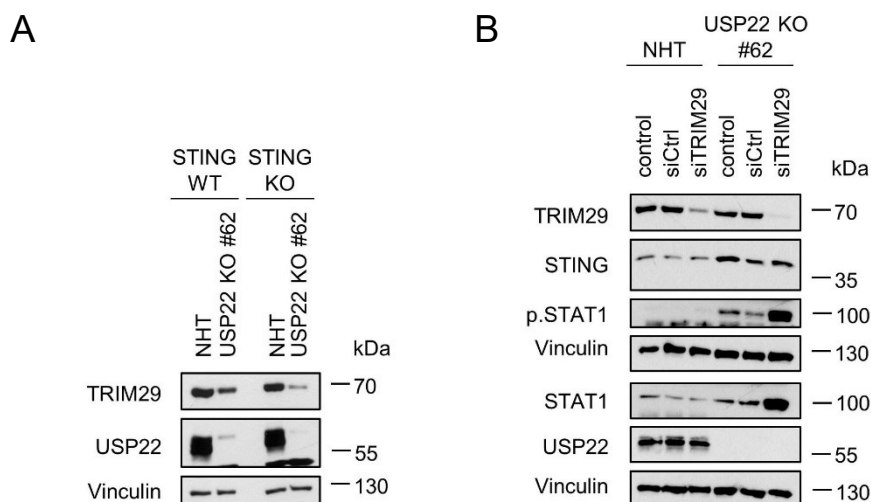 A
STING WT
STING KO
NHT
USP22 KO #62
NHT
USP22 KO #62
kDa
TRIM29
70
USP22
55
Vinculin
130
B
NHT
USP22 KO
#62
control
siCtrl
siTRIM29
control
siCtrl
siTRIM29
kDa
TRIM29
70
STING
35
p.STAT1
100
Vinculin
130
STAT1
100
USP22
55
Vinculin
130